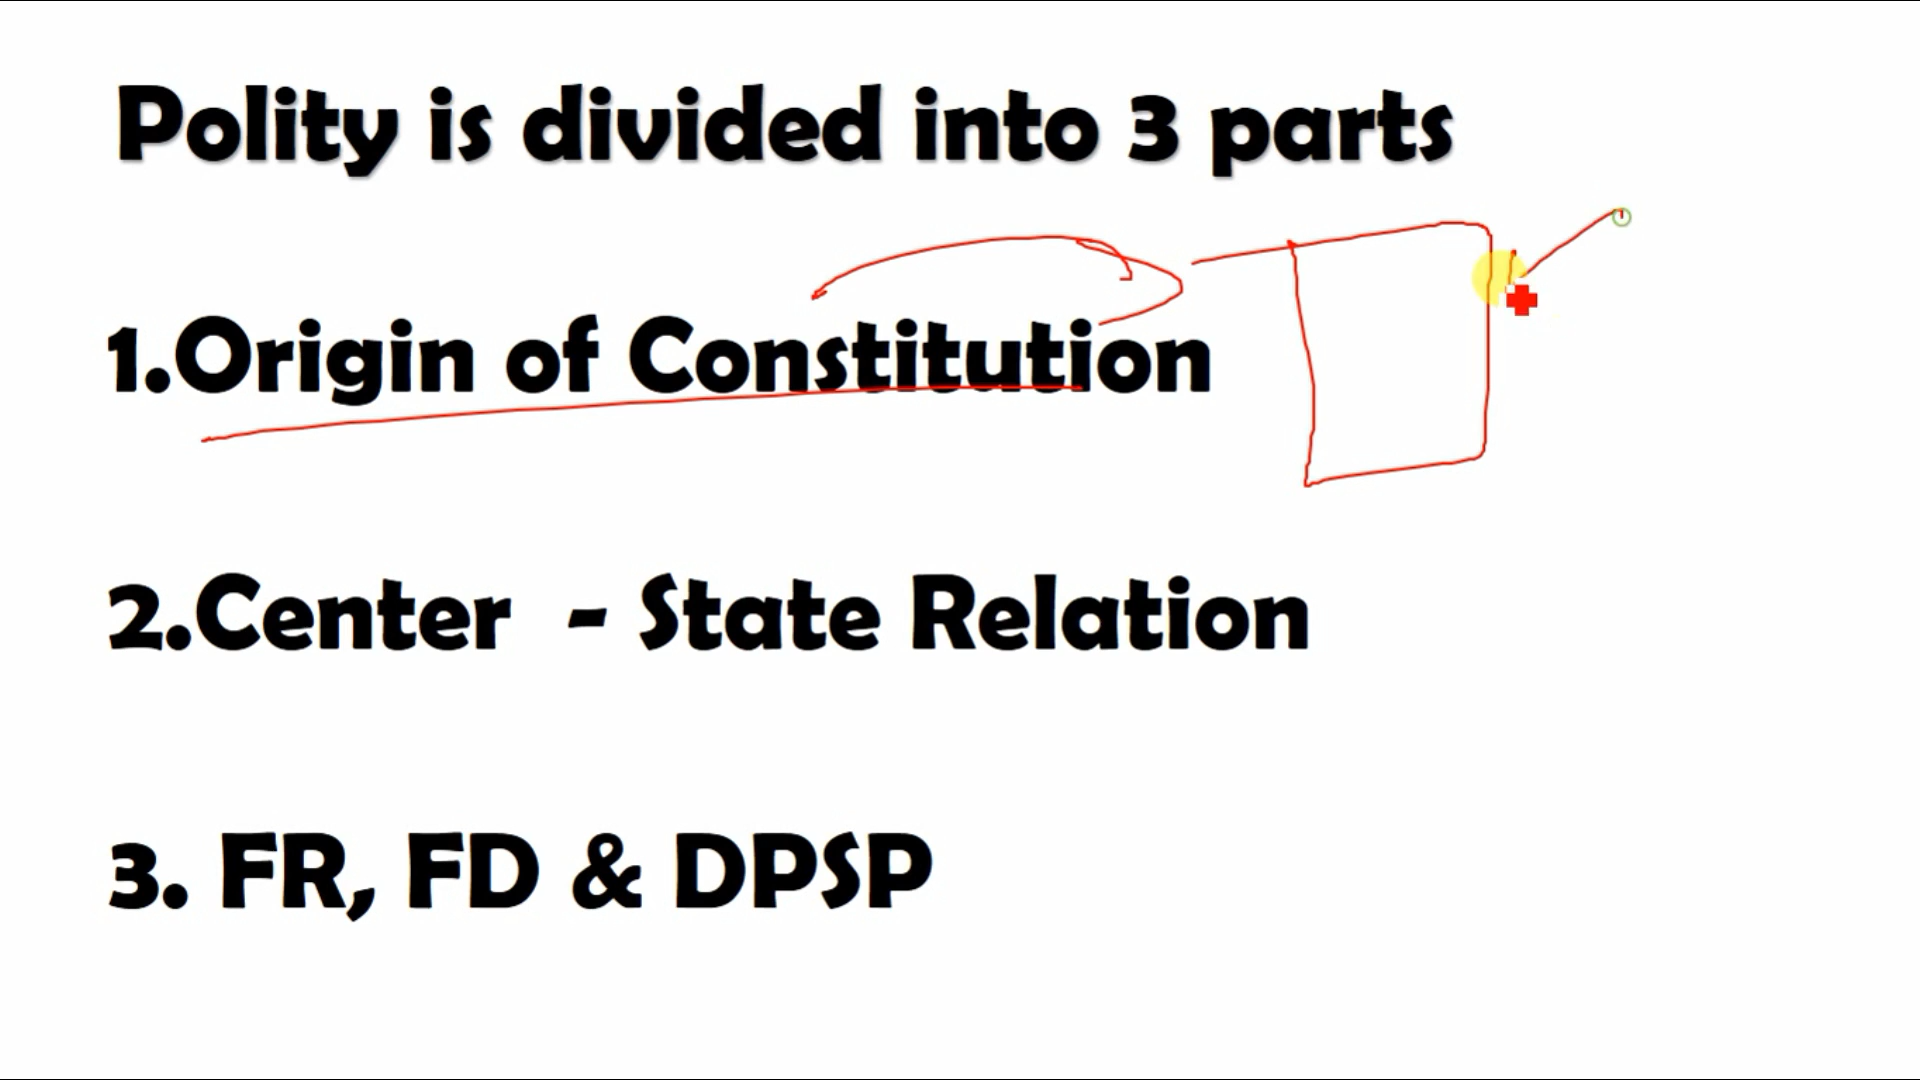 Polity is divided into 3 parts
1.Origin of Constitution
2.Center - State Relation
3. FR, FD & DPSP